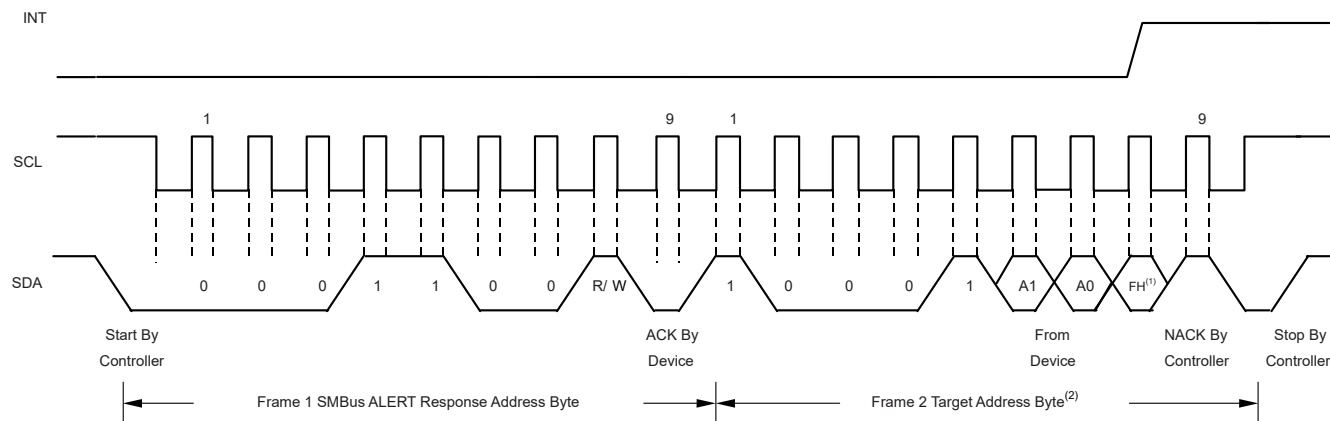 INT
1 9 1 9
SCL
SDA
0 0 0 1 1 0 0 R/ W 1 0 0 0 1 A1 A0 FH(1)
Start By
Controller
ACK By
Device
From
Device
NACK By
Controller
Stop By
Controller
Frame 1 SMBus ALERT Response Address Byte
Frame 2 Target Address Byte(2)